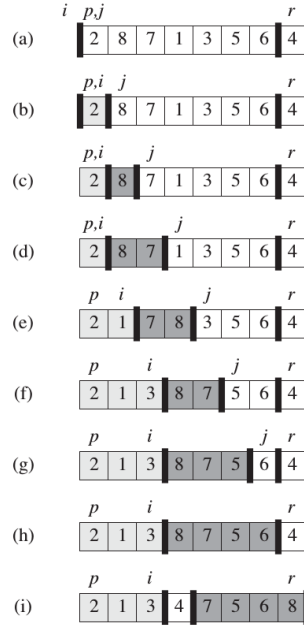 i p,j r
(a) 2 8 7 1 3 5 6 4
p,i j r
(b) 2 8 7 1 3 5 6 4
p,i j r
(c) 2 8 7 1 3 5 6 4
p,i j r
(d) 2 8 7 1 3 5 6 4
p i j r
(e) 2 1 7 8 3 5 6 4
p i j r
(f) 2 1 3 8 7 5 6 4
p i j r
(g) 2 1 3 8 7 5 6 4
p i r
(h) 2 1 3 8 7 5 6 4
p i r
(i) 2 1 3 4 7 5 6 8